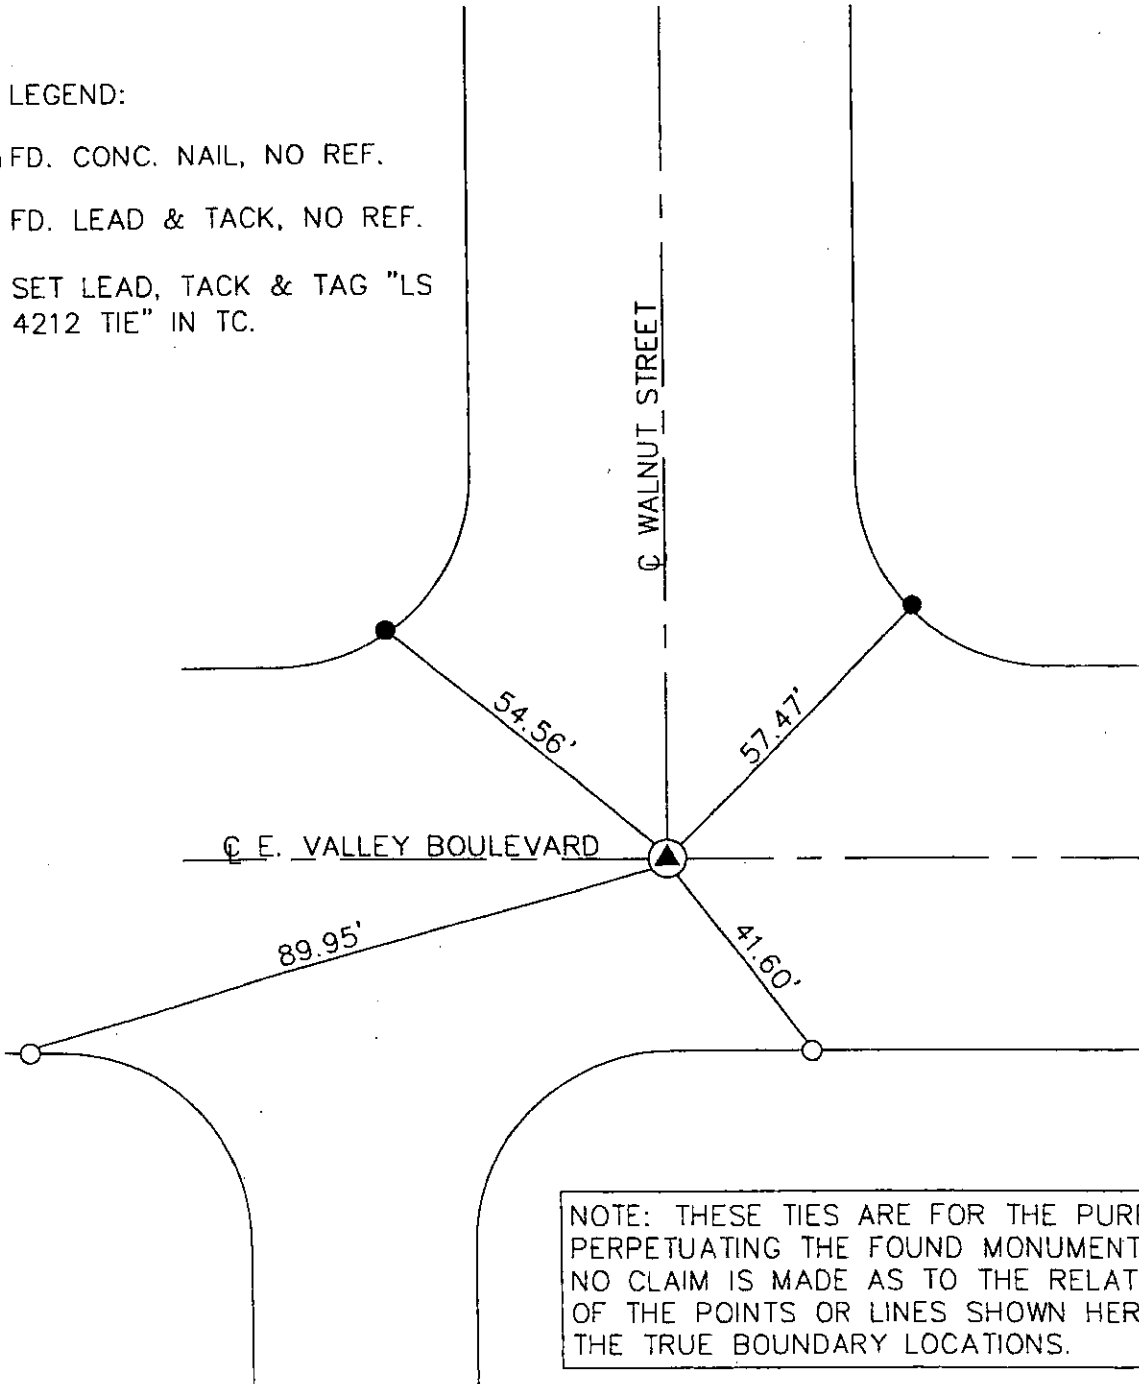 LEGEND:
FD. CONC. NAIL, NO REF.
FD. LEAD & TACK, NO REF.
SET LEAD, TACK & TAG "LS
4212 TIE" IN TC.
℄ WALNUT STREET
54.56'
57.47'
℄ E. VALLEY BOULEVARD
89.95'
41.60'
NOTE: THESE TIES ARE FOR THE
PERPETUATING THE FOUND MONUMENT
NO CLAIM IS MADE AS TO THE
OF THE POINTS OR LINES SHOWN
THE TRUE BOUNDARY LOCATIONS.